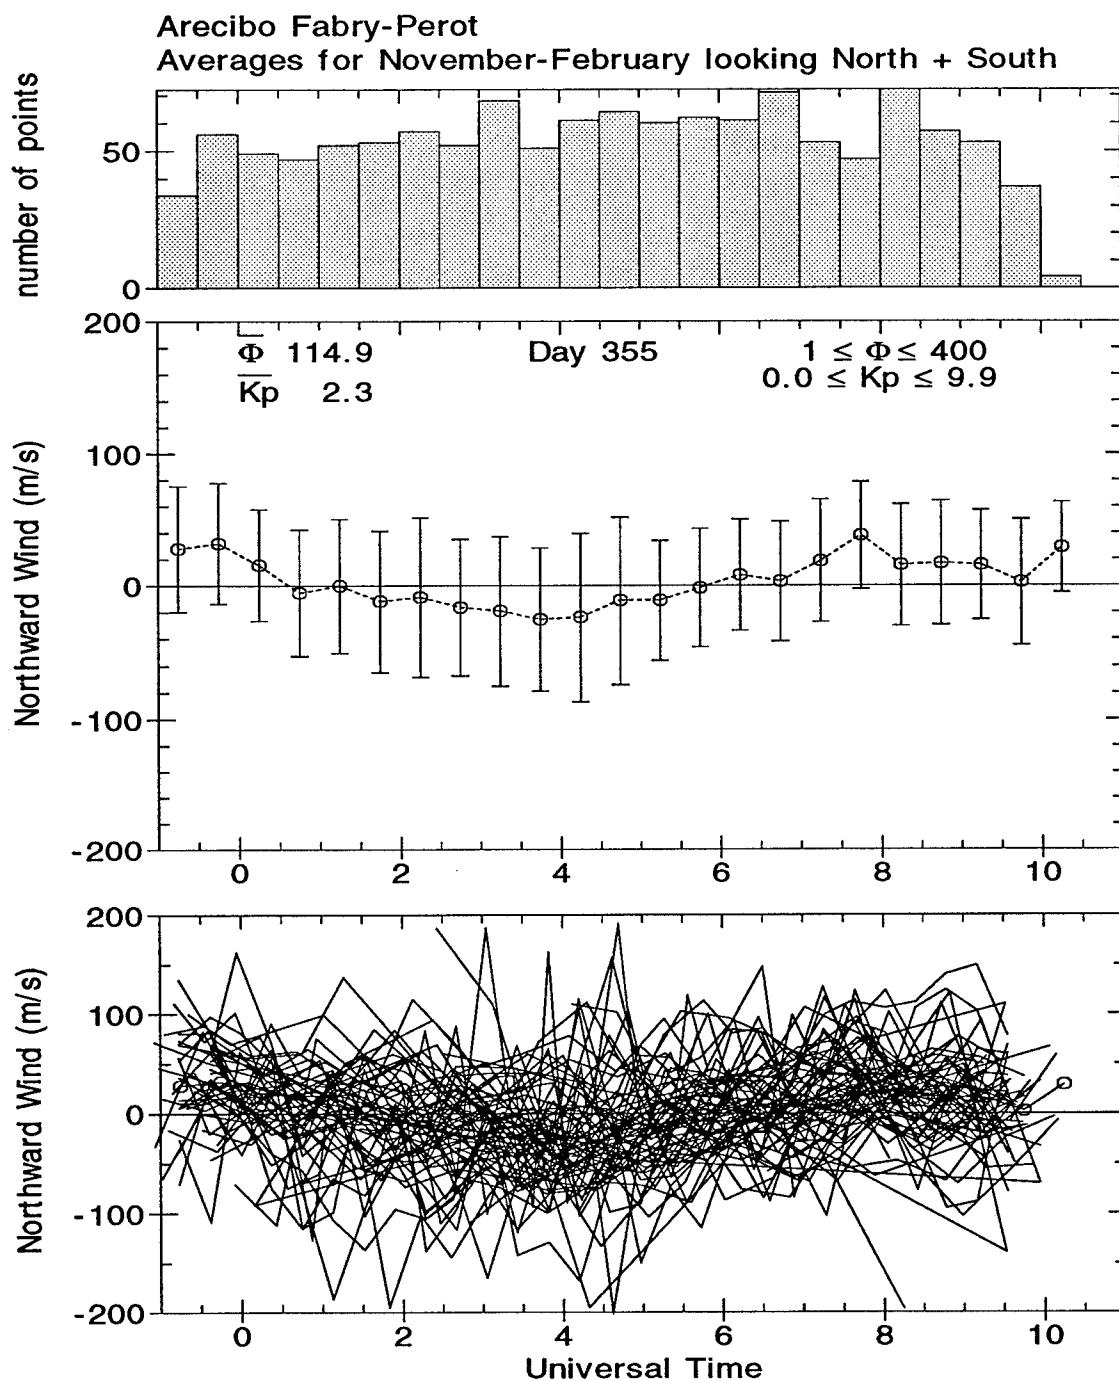 Arecibo Fabry-Perot
Averages for November-February looking North + South
number of points
50
0
200
100
0
-100
-200
Northward Wind (m/s)
Φ 114.9
Kp 2.3
Day 355
1 ≤ Φ ≤ 400
0.0 ≤ Kp ≤ 9.9
0 2 4 6 8 10
200
100
0
-100
-200
Northward Wind (m/s)
0 2 4 6 8 10
Universal Time